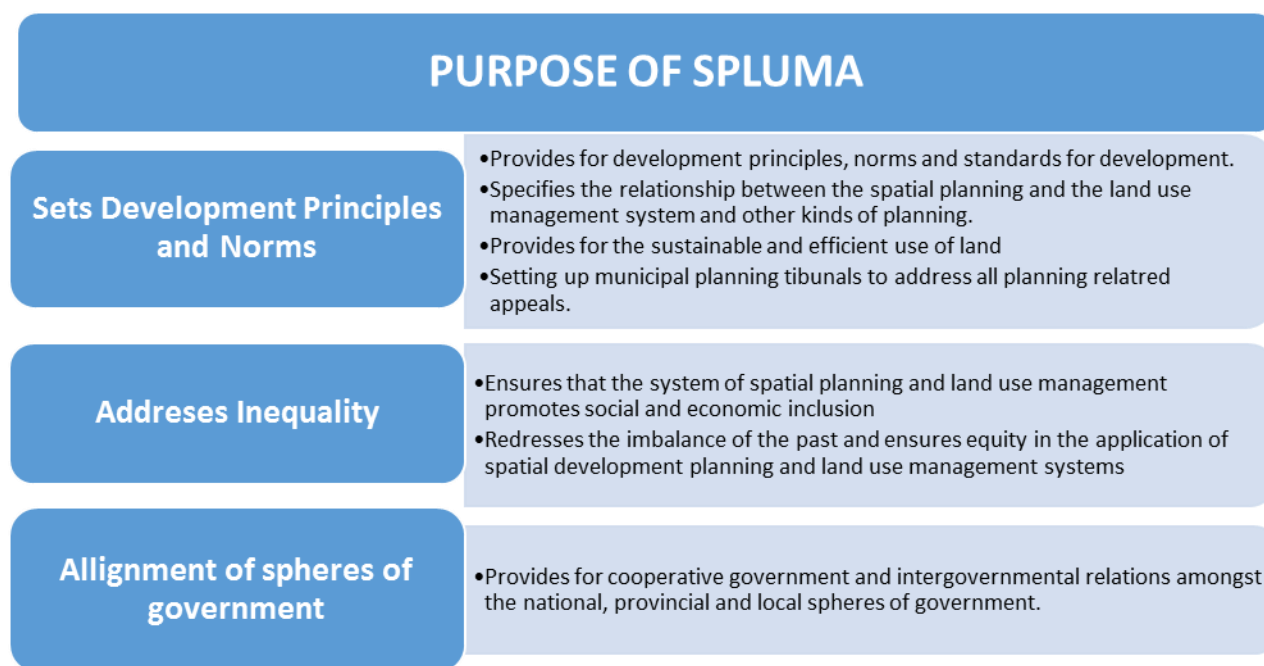 PURPOSE OF SPLUMA
Sets Development Principles
and Norms
•Provides for development principles, norms and standards for development.
•Specifies the relationship between the spatial planning and the land use
management system and other kinds of planning.
•Provides for the sustainable and efficient use of land
•Setting up municipal planning tibunals to address all planning relatred
appeals.
Addreses Inequality
•Ensures that the system of spatial planning and land use management
promotes social and economic inclusion
•Redresses the imbalance of the past and ensures equity in the application of
spatial development planning and land use management systems
Allignment of spheres of
government
•Provides for cooperative government and intergovernmental relations amongst
the national, provincial and local spheres of government.